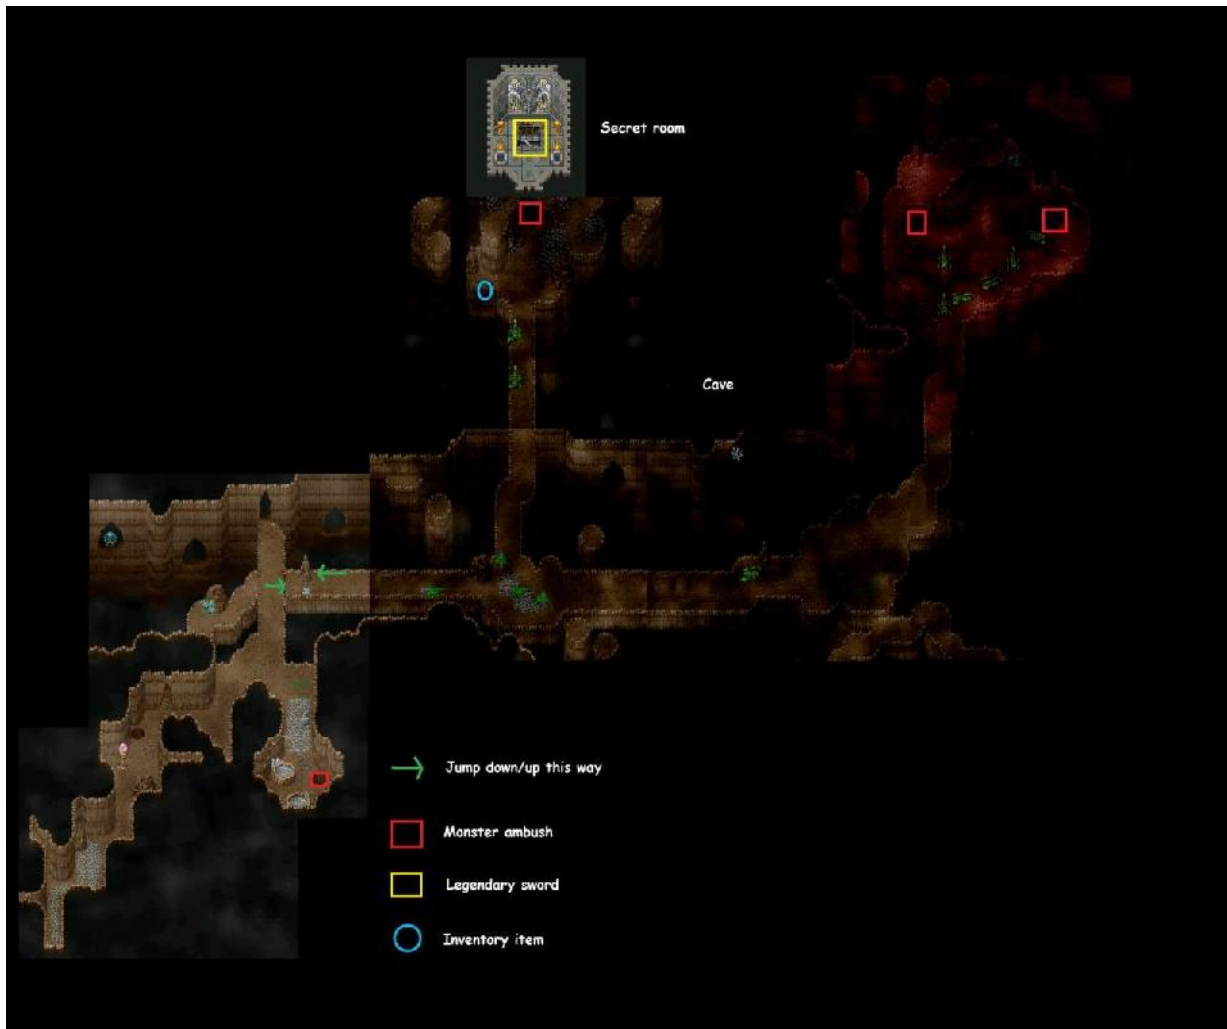 Secret room
Cave
Jump down/up this way
Monster ambush
Legendary sword
Inventory item